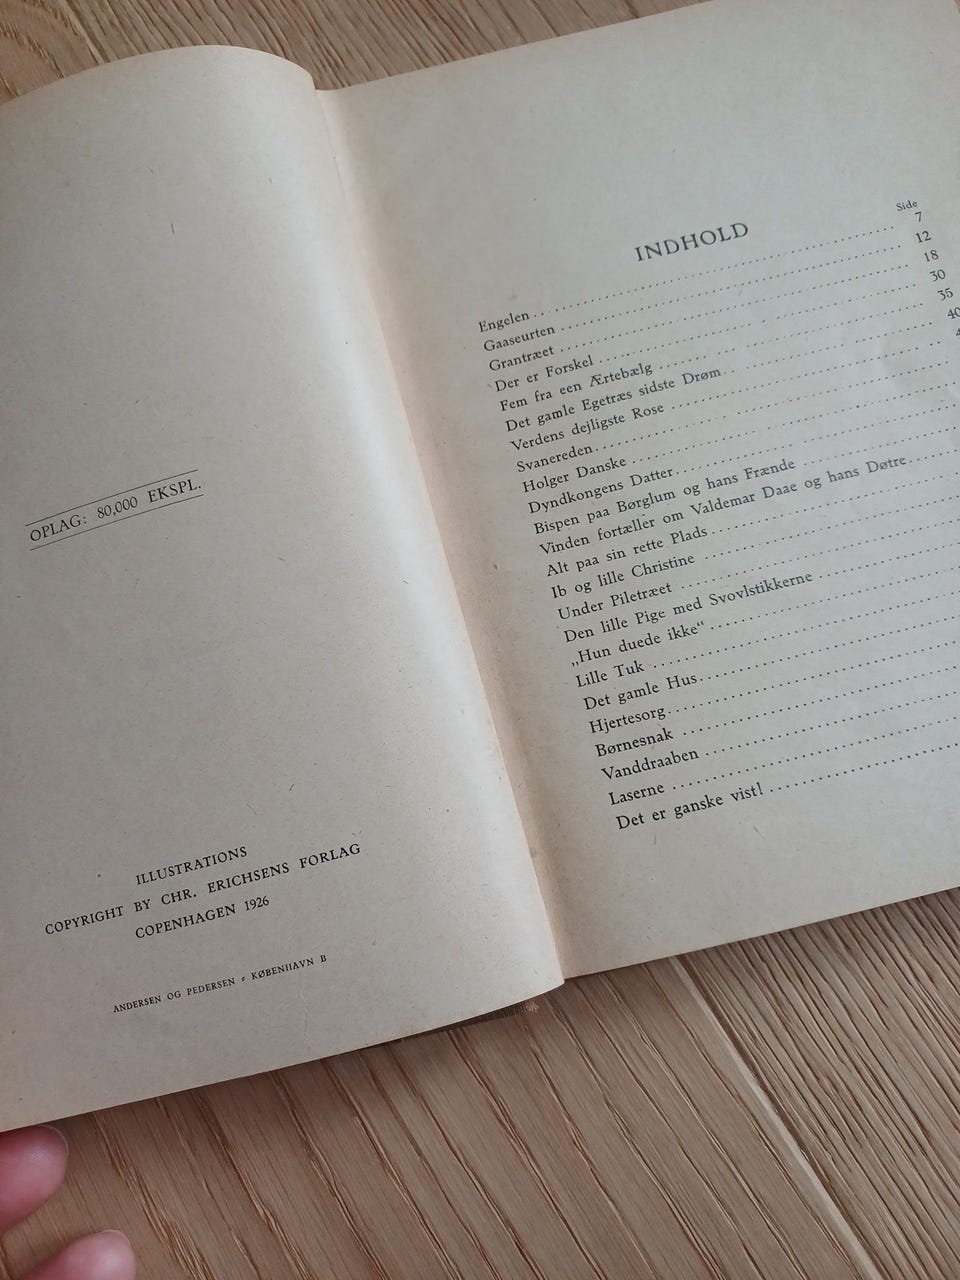 OPLAG: 80,000 EKSPL.
ILLUSTRATIONS
COPYRIGHT BY CHR. ERICHSENS FORLAG
COPENHAGEN 1926
ANDERSEN OG PEDERSEN = KØBENHAVN B
INDHOLD
Side
Engelen ........ 7
Gaaseurten ........ 12
Grantræet ........ 18
Der er Forskel ........ 30
Fem fra een Ærtebælg ........ 35
Det gamle Egetræs sidste Drøm ........ 40
Verdens dejligste Rose ........
Svanereden ........
Holger Danske ........
Dyndkongens Datter ........
Bispen paa Børglum og hans Frænde ........
Vinden fortæller om Valdemar Daae og hans Døtre ........
Alt paa sin rette Plads ........
Ib og lille Christine ........
Under Piletræet ........
Den lille Pige med Svovlstikkerne ........
„Hun duede ikke“ ........
Lille Tuk ........
Det gamle Hus ........
Hjertesorg ........
Børnesnak ........
Vanddraaben ........
Laserne ........
Det er ganske vist! ........